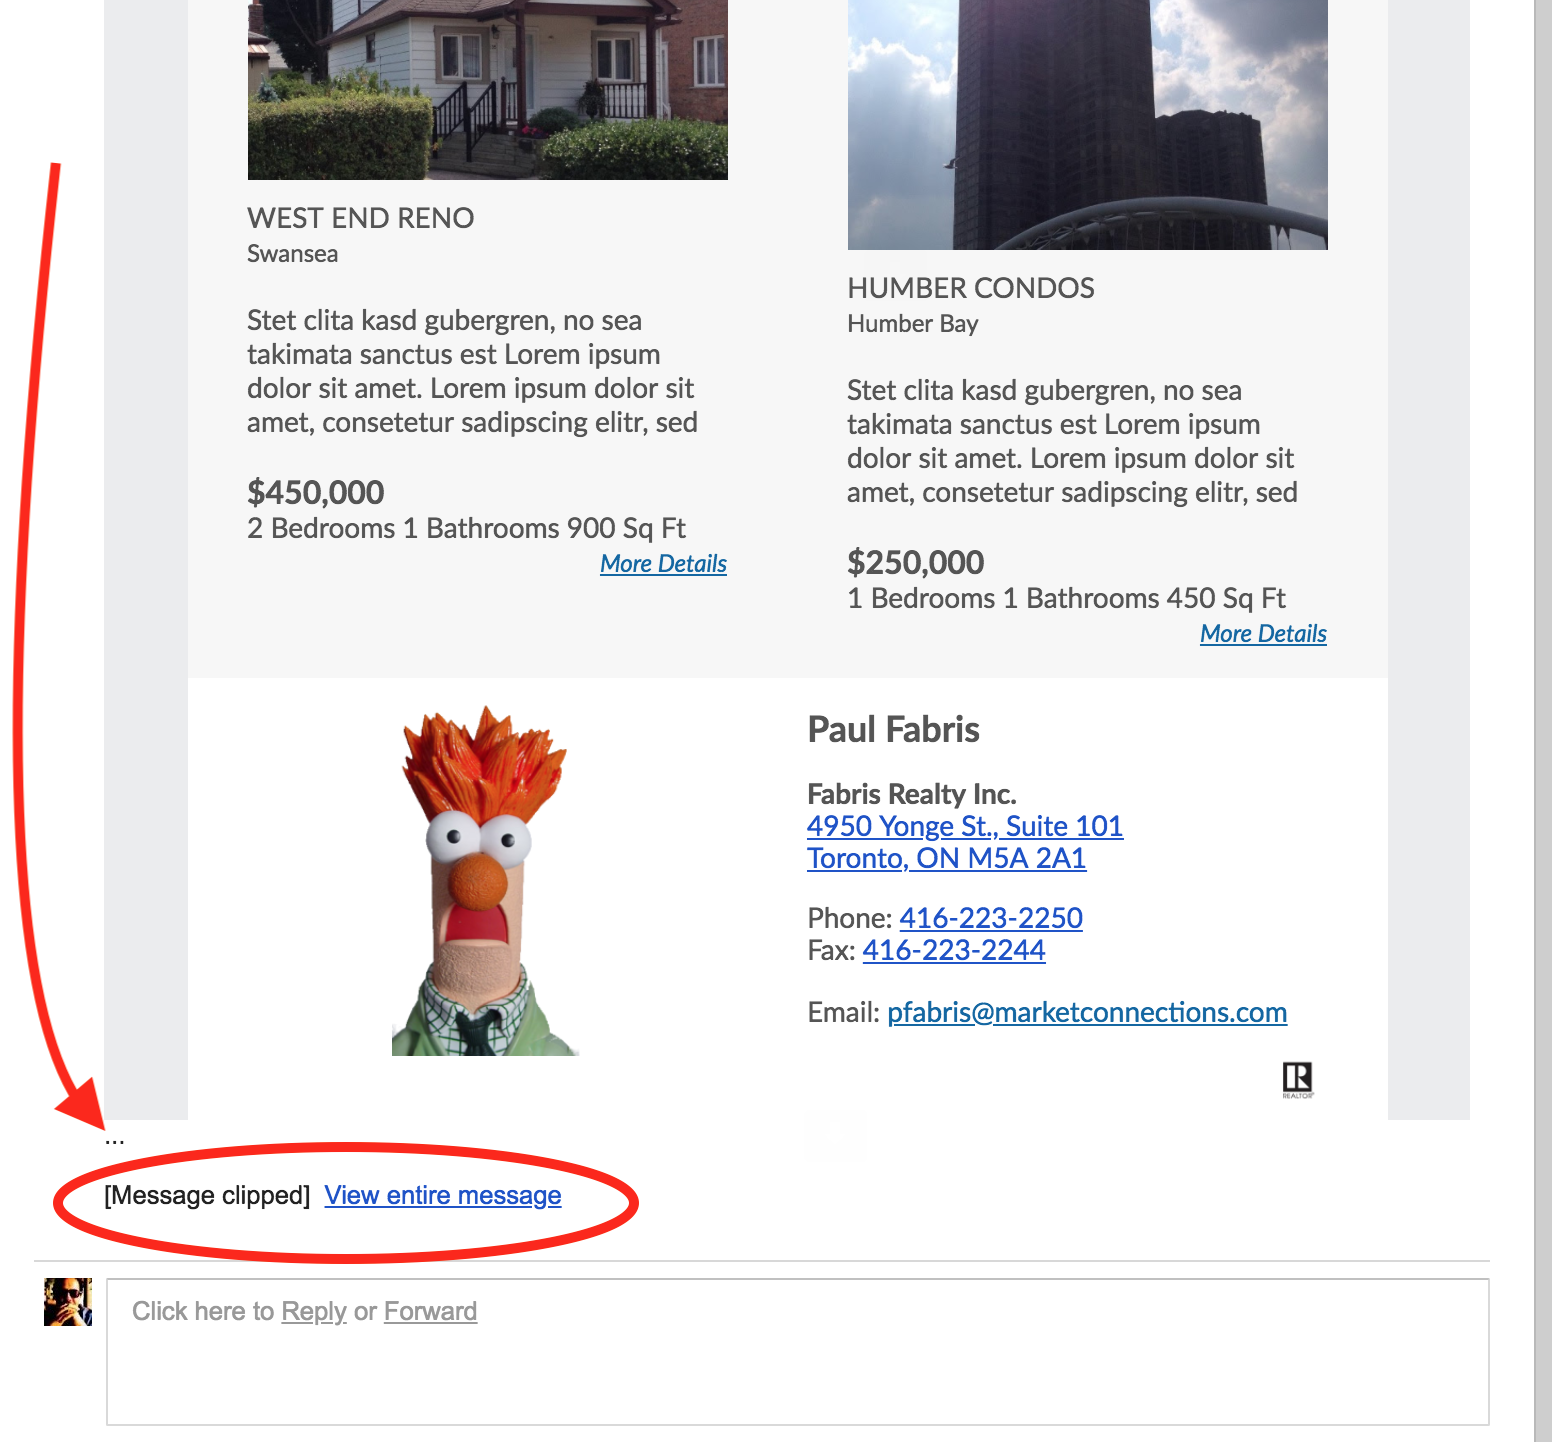 WEST END RENO
Swansea
Stet clita kasd gubergren, no sea
takimata sanctus est Lorem ipsum
dolor sit amet. Lorem ipsum dolor sit
amet, consetetur sadipscing elitr, sed
$450,000
2 Bedrooms 1 Bathrooms 900 Sq Ft
More Details
HUMBER CONDOS
Humber Bay
Stet clita kasd gubergren, no sea
takimata sanctus est Lorem ipsum
dolor sit amet. Lorem ipsum dolor sit
amet, consetetur sadipscing elitr, sed
$250,000
1 Bedrooms 1 Bathrooms 450 Sq Ft
More Details
Paul Fabris
Fabris Realty Inc.
4950 Yonge St., Suite 101
Toronto, ON M5A 2A1
Phone: 416-223-2250
Fax: 416-223-2244
Email: pfabris@marketconnections.com
R
REALTOR®
...
[Message clipped] View entire message
Click here to Reply or Forward